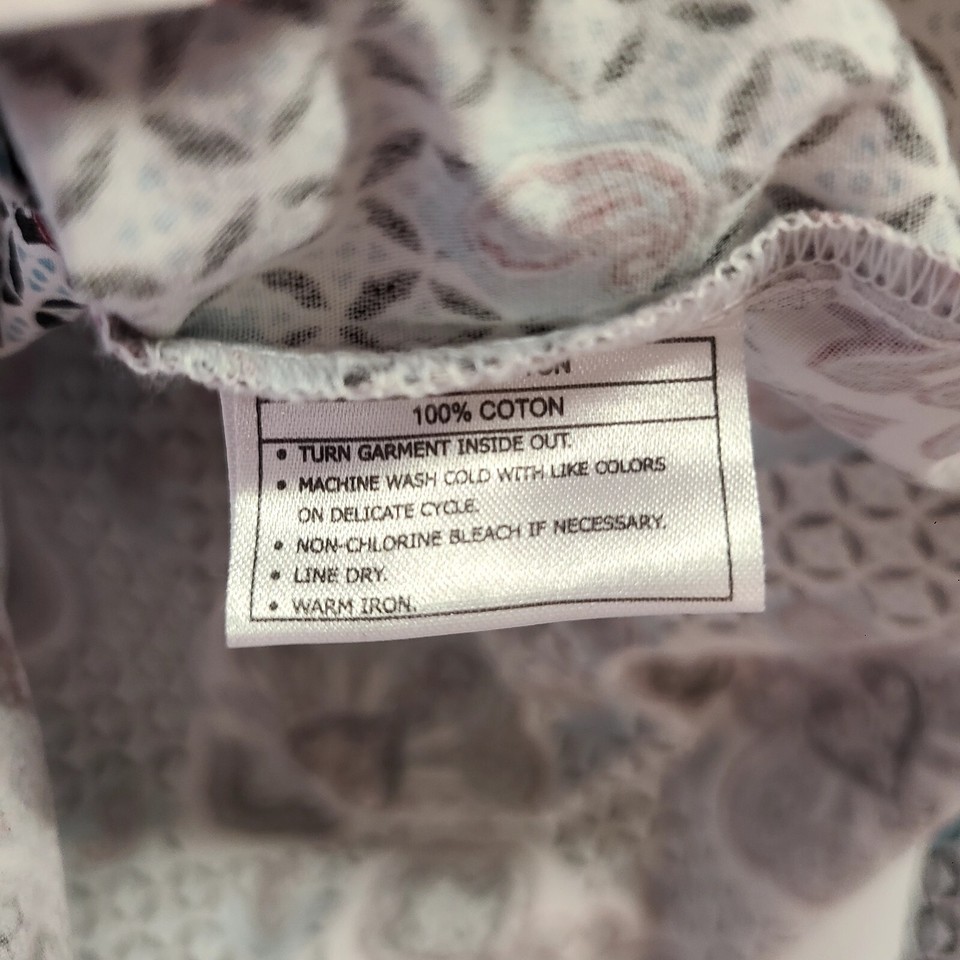 100% COTON
• TURN GARMENT INSIDE OUT.
• MACHINE WASH COLD WITH LIKE COLORS
ON DELICATE CYCLE.
• NON-CHLORINE BLEACH IF NECESSARY.
• LINE DRY.
• WARM IRON.